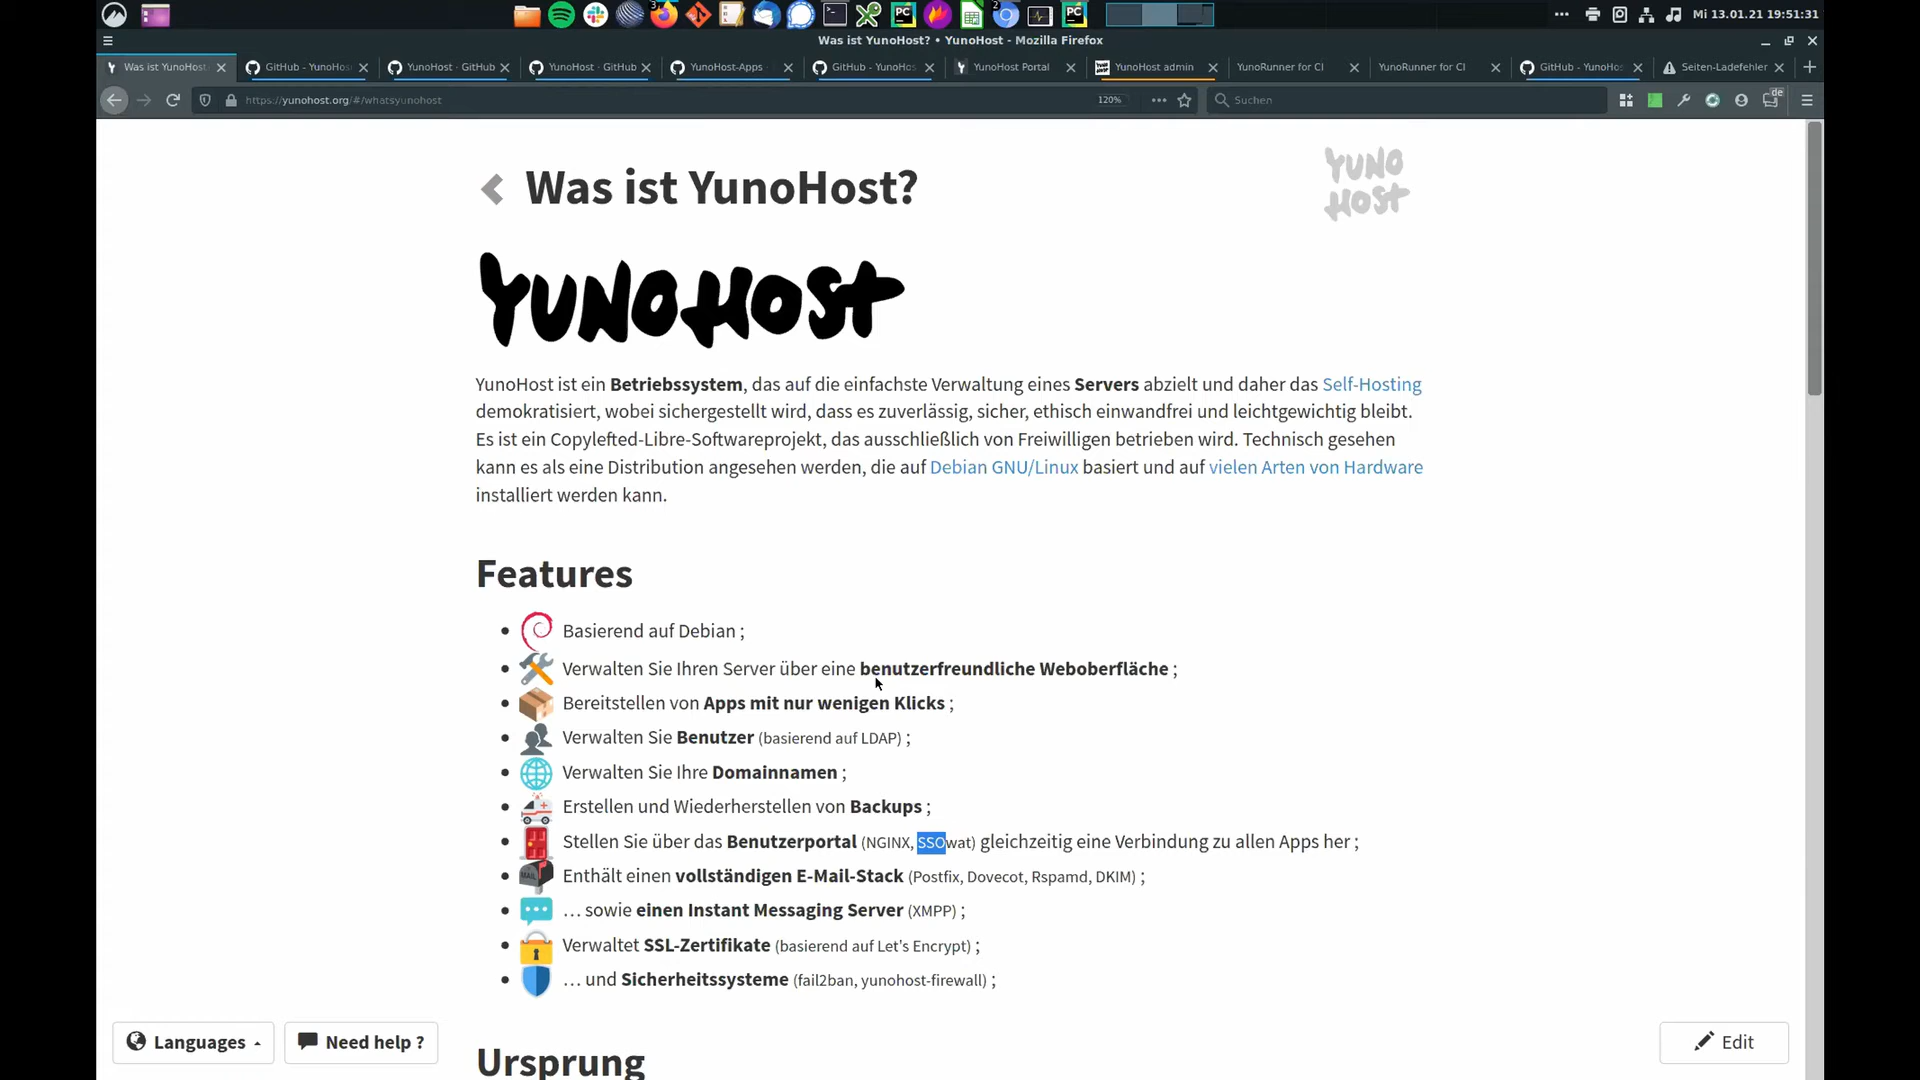 Mi 13.01.21 19:51:31
Was ist YunoHost? • YunoHost - Mozilla Firefox
Was ist YunoHost
GitHub - YunoHos
YunoHost · GitHub
YunoHost · GitHub
YunoHost-Apps
GitHub - YunoHos
YunoHost Portal
YunoHost admin
YunoRunner for CI
YunoRunner for CI
GitHub - YunoHos
Seiten-Ladefehler
https://yunohost.org/#/whatsyunohost
120%
Suchen
de
Was ist YunoHost?
YUNO
HOST
YUNOHOST
YunoHost ist ein Betriebssystem, das auf die einfachste Verwaltung eines Servers abzielt und daher das Self-Hosting
demokratisiert, wobei sichergestellt wird, dass es zuverlässig, sicher, ethisch einwandfrei und leichtgewichtig bleibt.
Es ist ein Copylefted-Libre-Softwareprojekt, das ausschließlich von Freiwilligen betrieben wird. Technisch gesehen
kann es als eine Distribution angesehen werden, die auf Debian GNU/Linux basiert und auf vielen Arten von Hardware
installiert werden kann.
Features
Basierend auf Debian ;
Verwalten Sie Ihren Server über eine benutzerfreundliche Weboberfläche ;
Bereitstellen von Apps mit nur wenigen Klicks ;
Verwalten Sie Benutzer (basierend auf LDAP) ;
Verwalten Sie Ihre Domainnamen ;
Erstellen und Wiederherstellen von Backups ;
Stellen Sie über das Benutzerportal (NGINX, SSOwat) gleichzeitig eine Verbindung zu allen Apps her ;
MAIL
Enthält einen vollständigen E-Mail-Stack (Postfix, Dovecot, Rspamd, DKIM) ;
… sowie einen Instant Messaging Server (XMPP) ;
Verwaltet SSL-Zertifikate (basierend auf Let's Encrypt) ;
… und Sicherheitssysteme (fail2ban, yunohost-firewall) ;
Languages
Need help ?
Edit
Ursprung